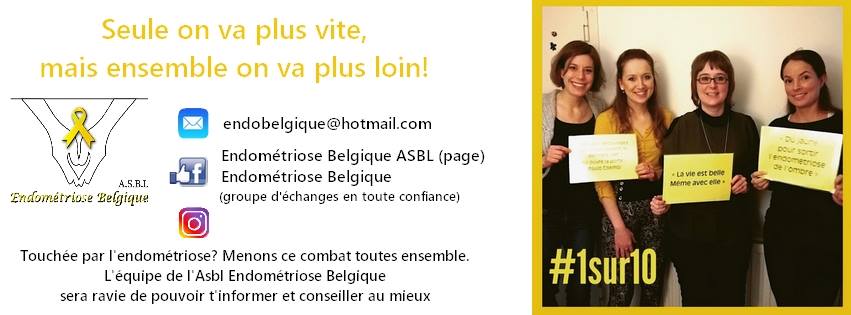 Seule on va plus vite,
mais ensemble on va plus loin!
A.S.B.L
Endométriose Belgique
endobelgique@hotmail.com
Endométriose Belgique ASBL (page)
Endométriose Belgique
(groupe d'échanges en toute confiance)
Touchée par l'endométriose? Menons ce combat toutes ensemble.
L'équipe de l'Asbl Endométriose Belgique
sera ravie de pouvoir t'informer et conseiller au mieux
« La vie est belle
Même avec elle »
« Du jaune
pour sortir
l'endométriose
de l'ombre »
#1sur10